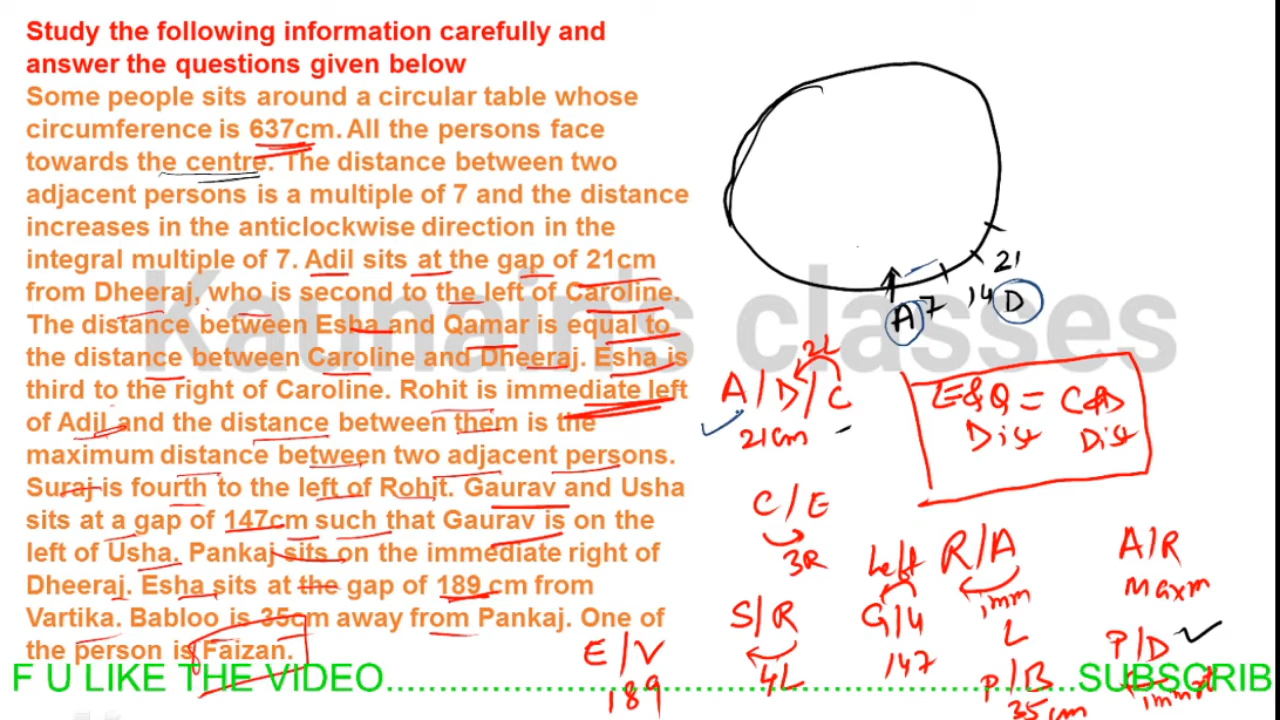 Study the following information carefully and
answer the questions given below
Some people sits around a circular table whose
circumference is 637cm. All the persons face
towards the centre. The distance between two
adjacent persons is a multiple of 7 and the distance
increases in the anticlockwise direction in the
integral multiple of 7. Adil sits at the gap of 21cm
from Dheeraj, who is second to the left of Caroline.
The distance between Esha and Qamar is equal to
the distance between Caroline and Dheeraj. Esha is
third to the right of Caroline. Rohit is immediate left
of Adil and the distance between them is the
maximum distance between two adjacent persons.
Suraj is fourth to the left of Rohit. Gaurav and Usha
sits at a gap of 147cm such that Gaurav is on the
left of Usha. Pankaj sits on the immediate right of
Dheeraj. Esha sits at the gap of 189 cm from
Vartika. Babloo is 35cm away from Pankaj. One of
the person is Faizan.
Kaunain's classes
21
A 7 14 D
2L
A/D/C
21cm
E&Q = C&D
Dist Dist
C/E
3R
Left
R/A
imm
L
A/R
Maxm
S/R
4L
G/U
147
P/D
immdt
E/V
189
P/B
35cm
F U LIKE THE VIDEO SUBSCRIB